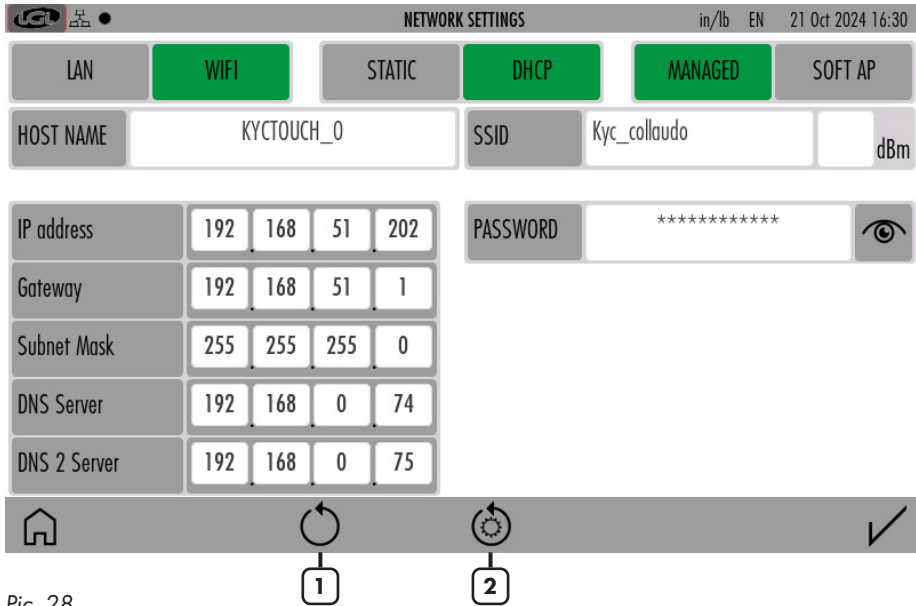 LGL NETWORK SETTINGS in/lb EN 21 Oct 2024 16:30
LAN WIFI STATIC DHCP MANAGED SOFT AP
HOST NAME KYCTOUCH_0 SSID Kyc_collaudo dBm
IP address 192 . 168 . 51 . 202 PASSWORD ************
Gateway 192 . 168 . 51 . 1
Subnet Mask 255 . 255 . 255 . 0
DNS Server 192 . 168 . 0 . 74
DNS 2 Server 192 . 168 . 0 . 75
1 2
Pic. 28